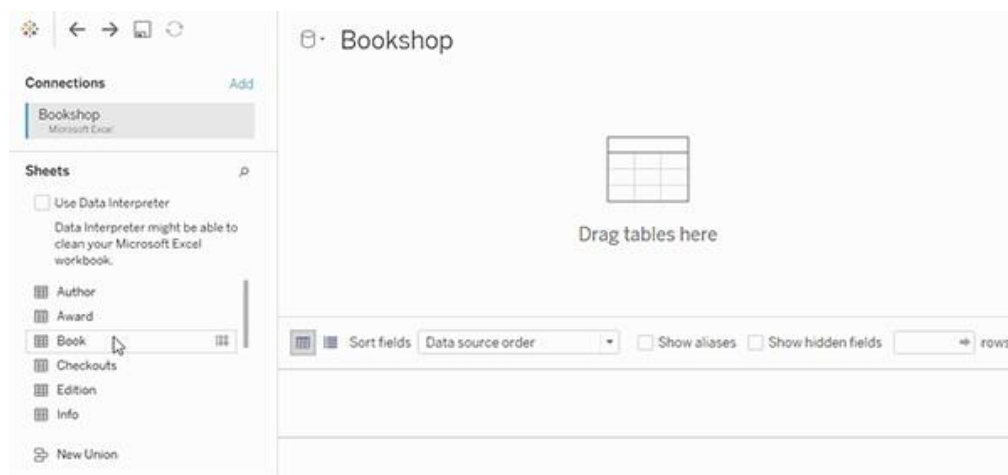 Bookshop
Connections
Add
Bookshop
Microsoft Excel
Sheets
Use Data Interpreter
Data Interpreter might be able to
clean your Microsoft Excel
workbook.
Author
Award
Book
Checkouts
Edition
Info
New Union
Drag tables here
Sort fields
Data source order
Show aliases
Show hidden fields
rows